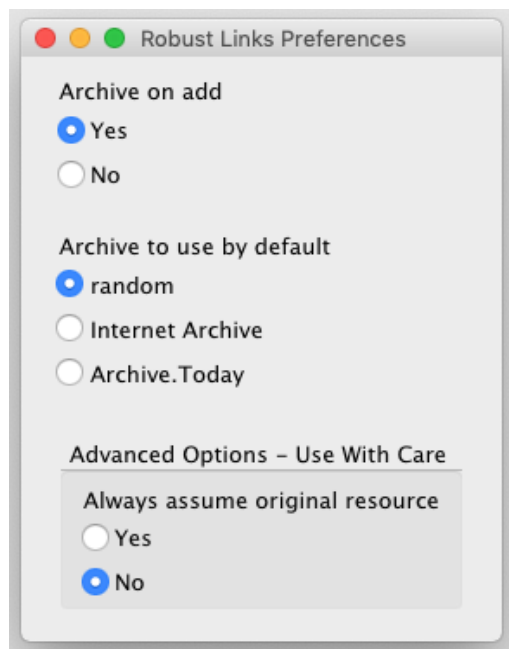 Robust Links Preferences
Archive on add
Yes
No
Archive to use by default
random
Internet Archive
Archive.Today
Advanced Options – Use With Care
Always assume original resource
Yes
No